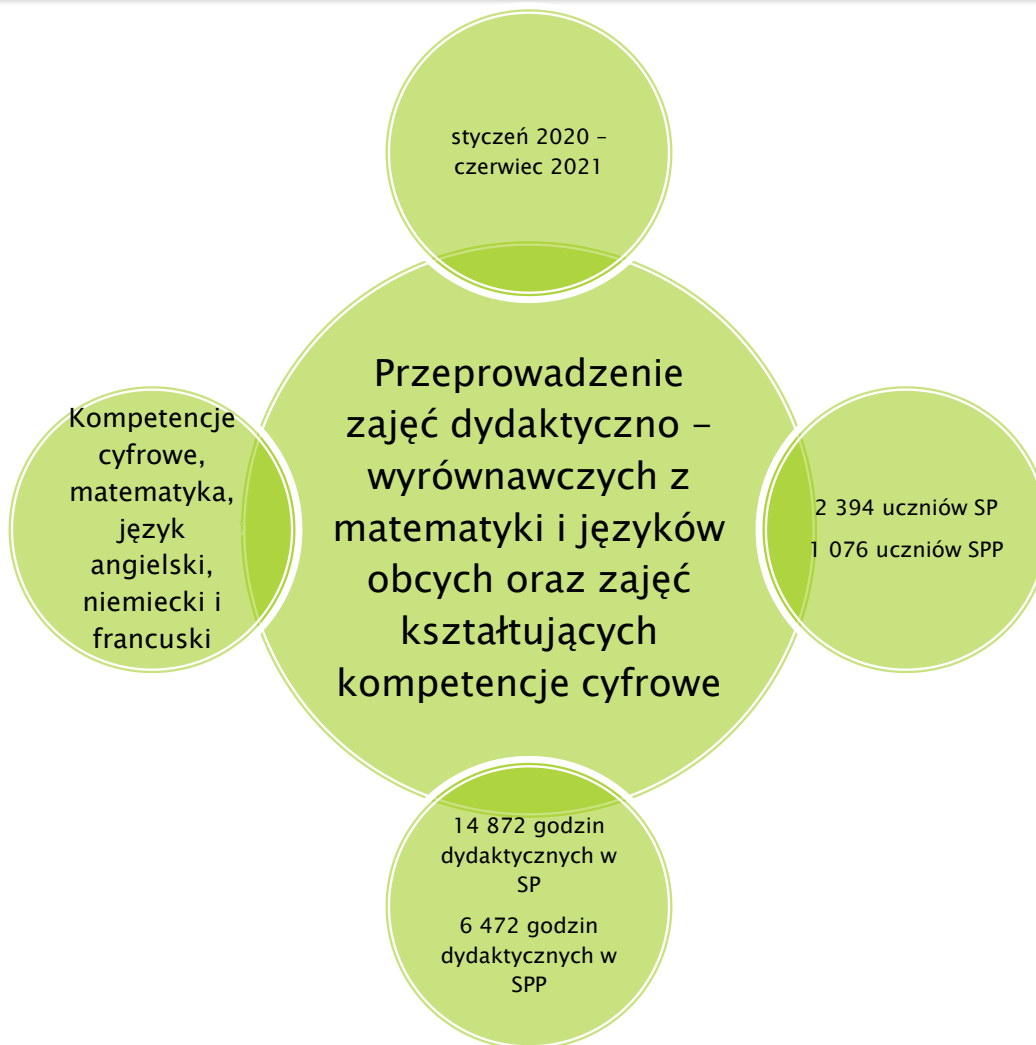 styczeń 2020 –
czerwiec 2021
Przeprowadzenie
zajęć dydaktyczno –
wyrównawczych z
matematyki i języków
obcych oraz zajęć
kształtujących
kompetencje cyfrowe
Kompetencje
cyfrowe,
matematyka,
język
angielski,
niemiecki i
francuski
2 394 uczniów SP
1 076 uczniów SPP
14 872 godzin
dydaktycznych w
SP
6 472 godzin
dydaktycznych w
SPP